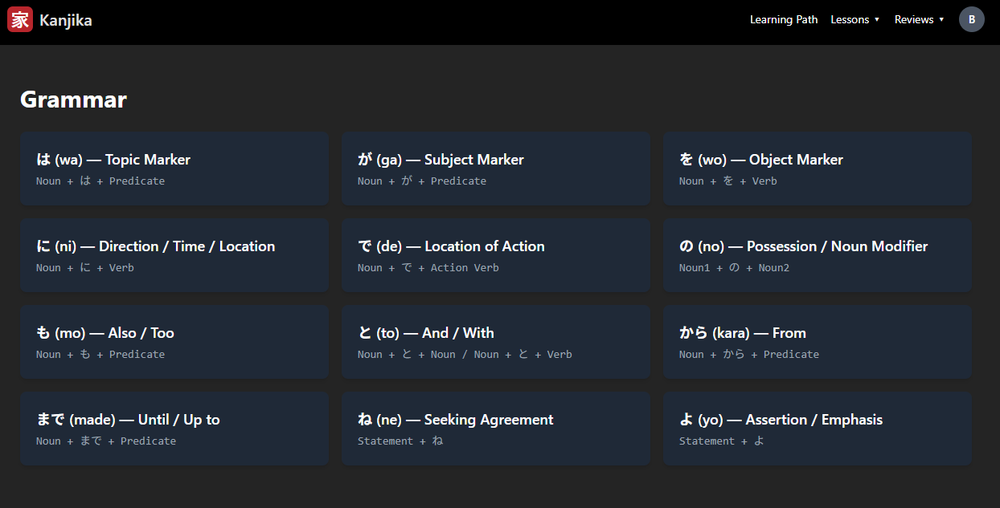 家 Kanjika
Learning Path Lessons ▼ Reviews ▼ B
Grammar
は (wa) — Topic Marker
Noun + は + Predicate
が (ga) — Subject Marker
Noun + が + Predicate
を (wo) — Object Marker
Noun + を + Verb
に (ni) — Direction / Time / Location
Noun + に + Verb
で (de) — Location of Action
Noun + で + Action Verb
の (no) — Possession / Noun Modifier
Noun1 + の + Noun2
も (mo) — Also / Too
Noun + も + Predicate
と (to) — And / With
Noun + と + Noun / Noun + と + Verb
から (kara) — From
Noun + から + Predicate
まで (made) — Until / Up to
Noun + まで + Predicate
ね (ne) — Seeking Agreement
Statement + ね
よ (yo) — Assertion / Emphasis
Statement + よ